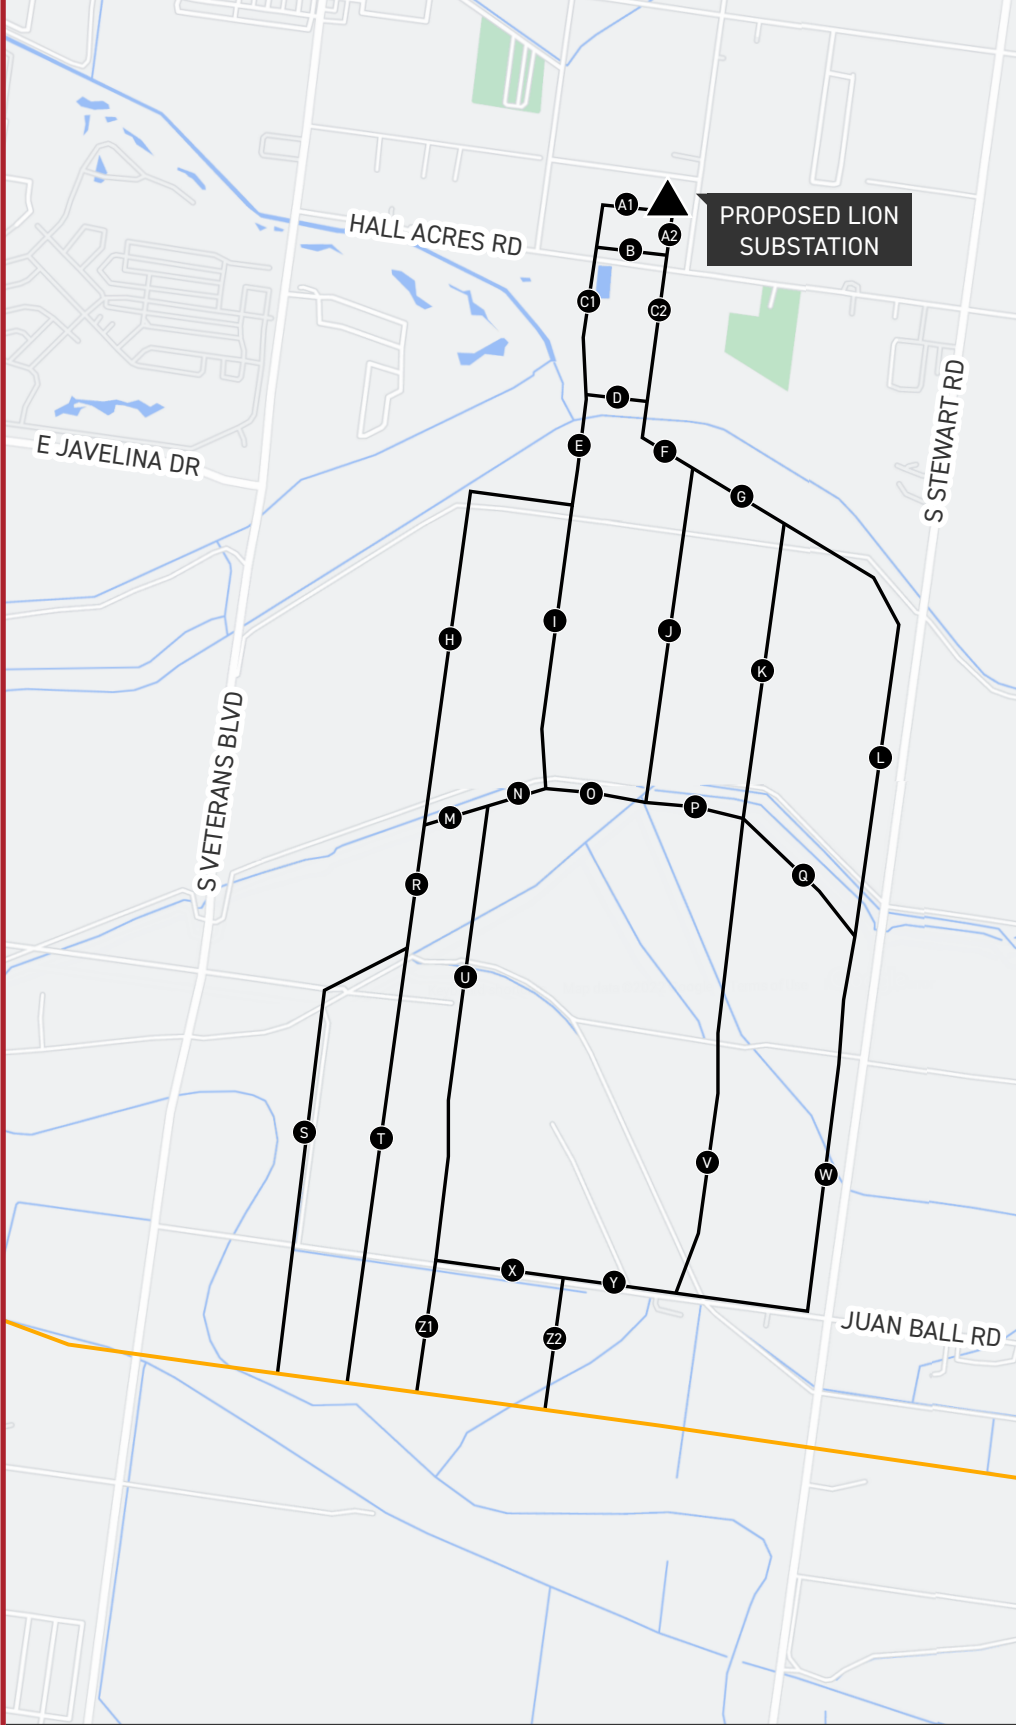 A1
PROPOSED LION
SUBSTATION
HALL ACRES RD
A2
B
C1
C2
D
S STEWART RD
E JAVELINA DR
E
F
G
H
I
J
K
S VETERANS BLVD
L
M
N
O
P
Q
R
U
S
T
V
W
X
Y
Z1
Z2
JUAN BALL RD